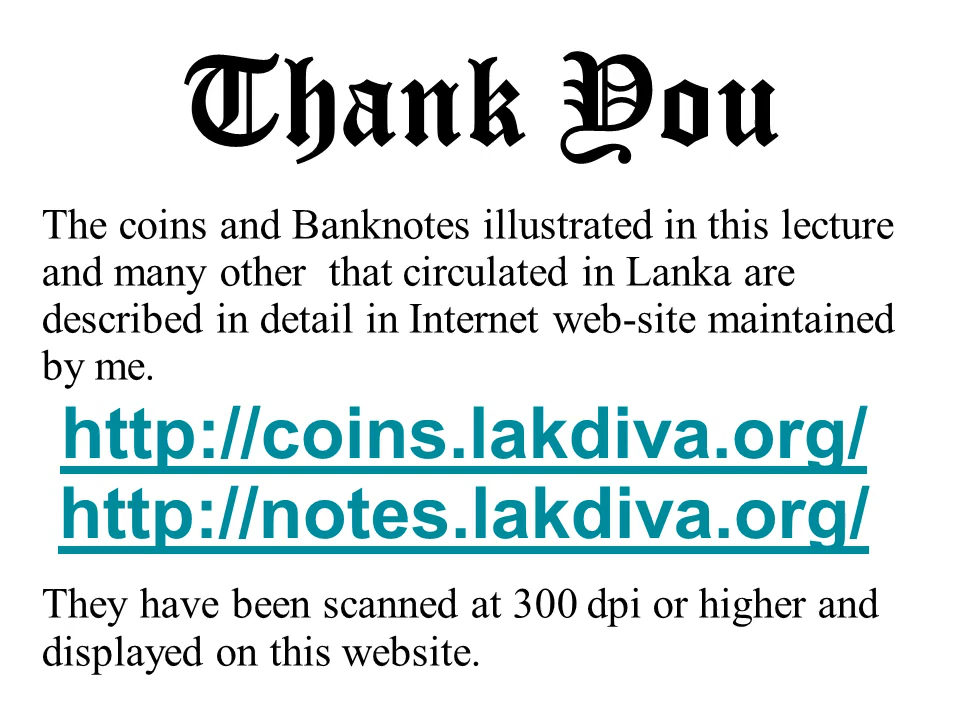 Thank You
The coins and Banknotes illustrated in this lecture
and many other  that circulated in Lanka are
described in detail in Internet web-site maintained
by me.
http://coins.lakdiva.org/
http://notes.lakdiva.org/
They have been scanned at 300 dpi or higher and
displayed on this website.